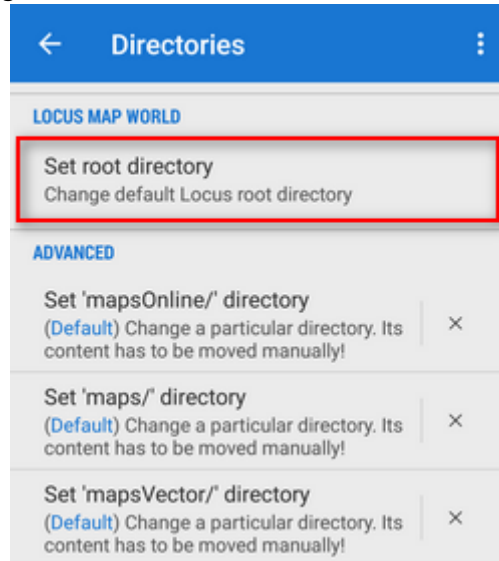 Directories
LOCUS MAP WORLD
Set root directory
Change default Locus root directory
ADVANCED
Set 'mapsOnline/' directory
(Default) Change a particular directory. Its
content has to be moved manually!
Set 'maps/' directory
(Default) Change a particular directory. Its
content has to be moved manually!
Set 'mapsVector/' directory
(Default) Change a particular directory. Its
content has to be moved manually!